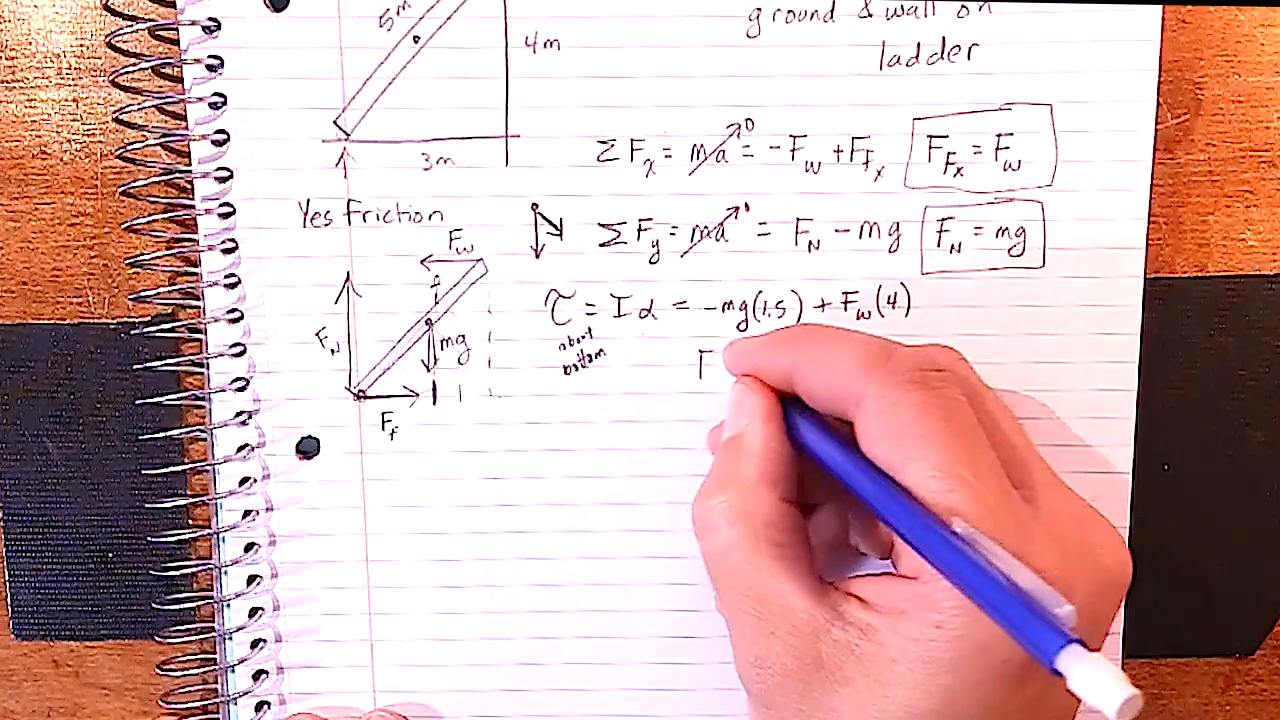 5m
ground & wall on
4m
ladder
ΣFx = ma = 0 = -Fw + FFx FFx = Fw
3m
Yes Friction
ΣFy = ma = FN - mg FN = mg
Fw
τ = Iα = -mg(1.5) + Fw(4)
about
bottom
FN
mg
F
Ff